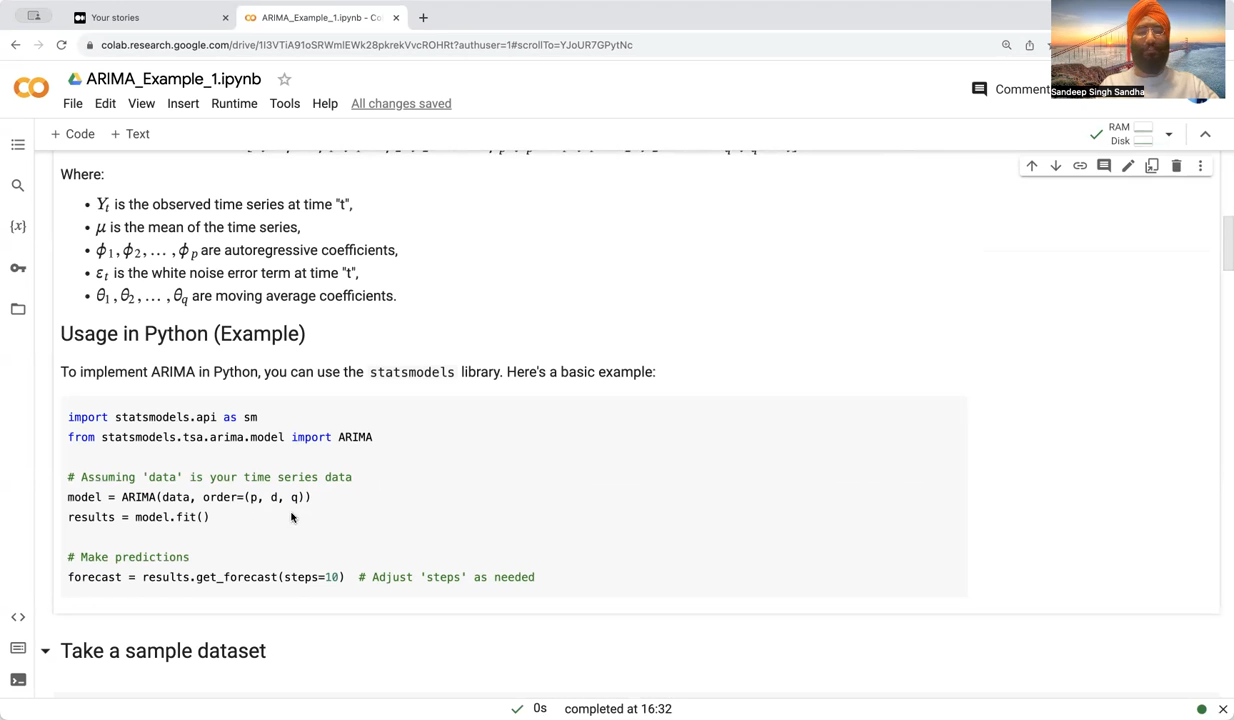 Your stories
ARIMA_Example_1.ipynb - Co
colab.research.google.com/drive/1I3VTiA91oSRWmIEWk28pkrekVvcROHRt?authuser=1#scrollTo=YJoUR7GPytNc
ARIMA_Example_1.ipynb
File Edit View Insert Runtime Tools Help All changes saved
Comment
Sandeep Singh Sandha
+ Code + Text
RAM
Disk
Where:
• Yt is the observed time series at time "t",
• μ is the mean of the time series,
• ϕ1, ϕ2, …, ϕp are autoregressive coefficients,
• εt is the white noise error term at time "t",
• θ1, θ2, …, θq are moving average coefficients.
Usage in Python (Example)
To implement ARIMA in Python, you can use the statsmodels library. Here's a basic example:
import statsmodels.api as sm
from statsmodels.tsa.arima.model import ARIMA
# Assuming 'data' is your time series data
model = ARIMA(data, order=(p, d, q))
results = model.fit()
# Make predictions
forecast = results.get_forecast(steps=10) # Adjust 'steps' as needed
Take a sample dataset
0s completed at 16:32